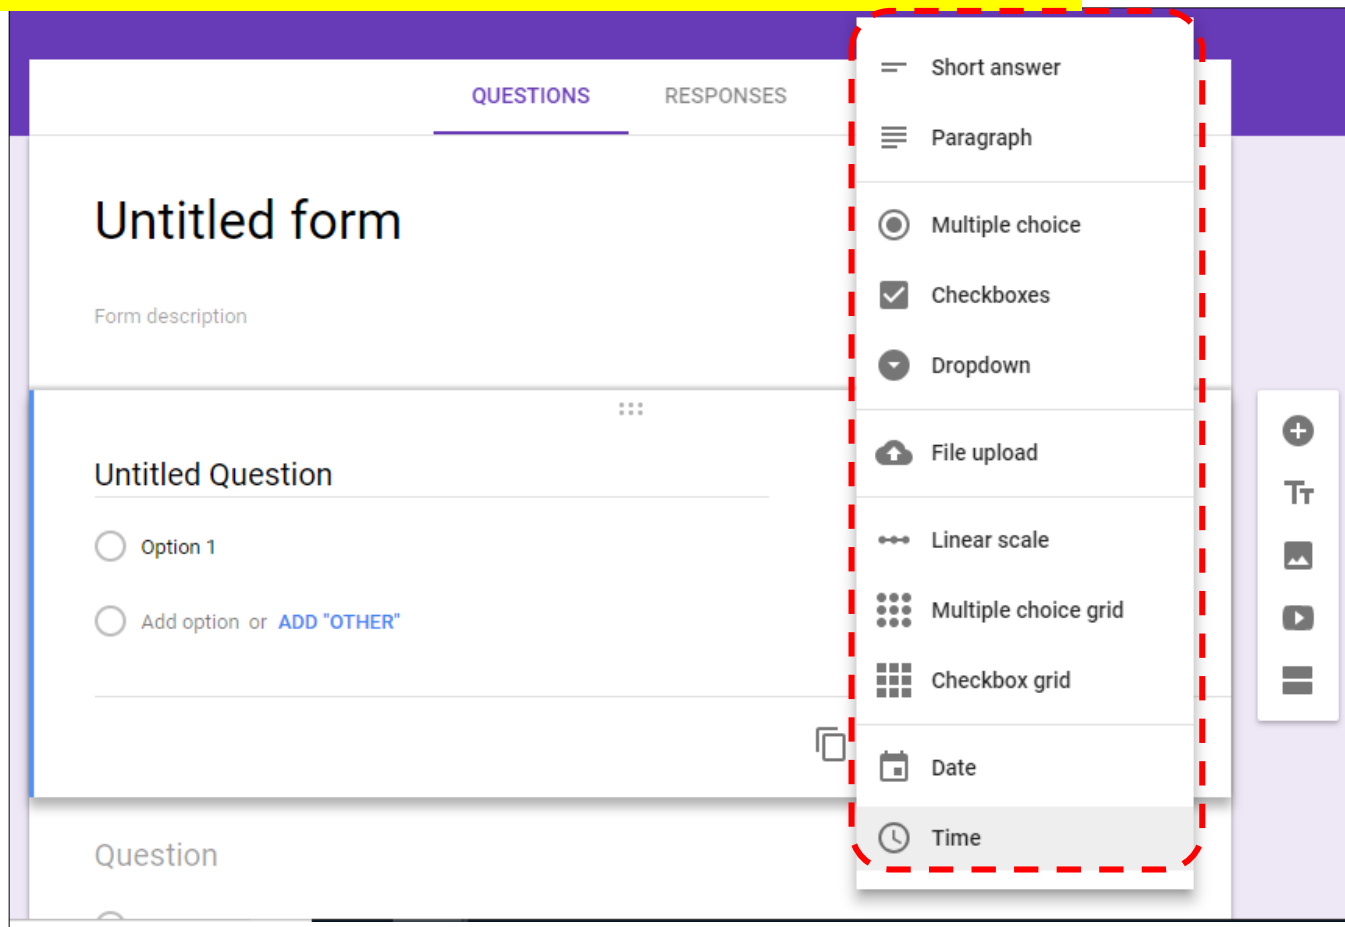 QUESTIONS RESPONSES
Untitled form
Form description
Untitled Question
Option 1
Add option or ADD "OTHER"
Question
Short answer
Paragraph
Multiple choice
Checkboxes
Dropdown
File upload
Linear scale
Multiple choice grid
Checkbox grid
Date
Time
Tт